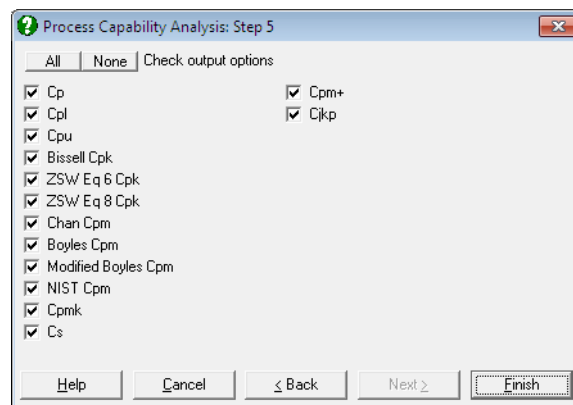 Process Capability Analysis: Step 5
All None Check output options
Cp
Cpl
Cpu
Bissell Cpk
ZSW Eq 6 Cpk
ZSW Eq 8 Cpk
Chan Cpm
Boyles Cpm
Modified Boyles Cpm
NIST Cpm
Cpmk
Cs
Cpm+
Cjkp
Help Cancel < Back Next > Finish